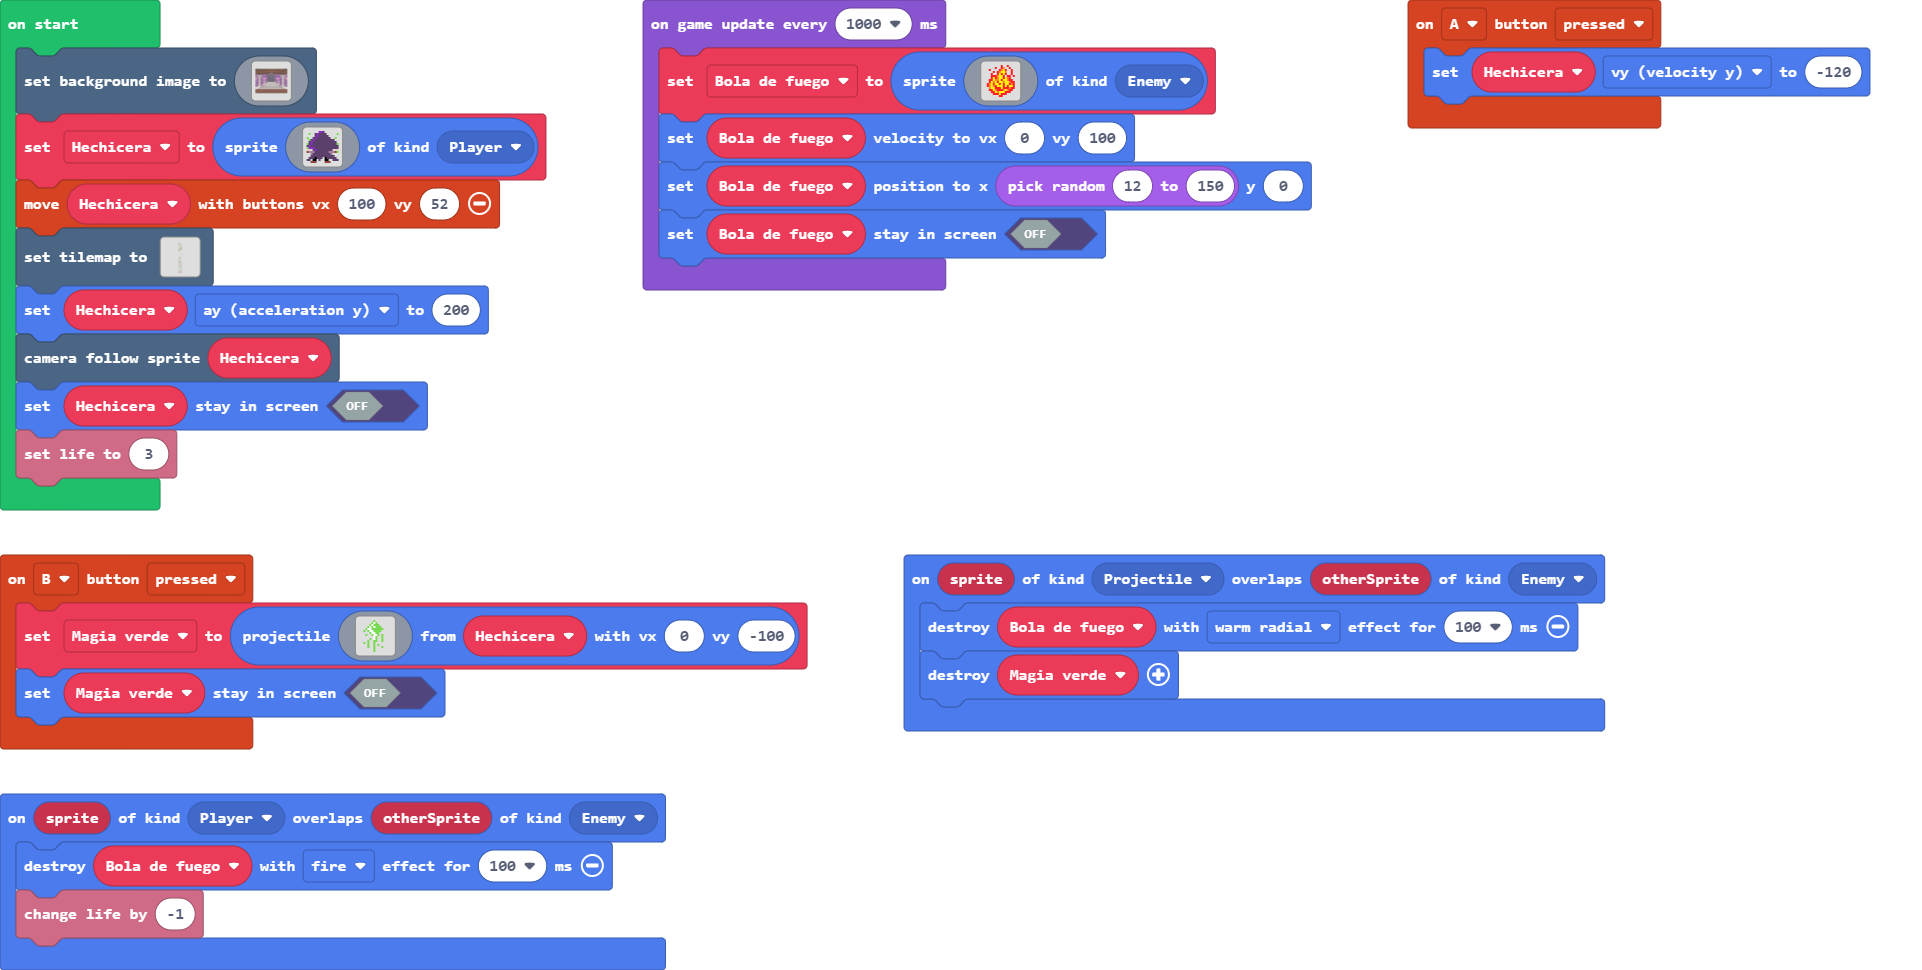 on start
set background image to
set Hechicera to sprite of kind Player
move Hechicera with buttons vx 100 vy 52
set tilemap to
set Hechicera ay (acceleration y) to 200
camera follow sprite Hechicera
set Hechicera stay in screen OFF
set life to 3
on game update every 1000 ms
set Bola de fuego to sprite of kind Enemy
set Bola de fuego velocity to vx 0 vy 100
set Bola de fuego position to x pick random 12 to 150 y 0
set Bola de fuego stay in screen OFF
on A button pressed
set Hechicera vy (velocity y) to -120
on B button pressed
set Magia verde to projectile from Hechicera with vx 0 vy -100
set Magia verde stay in screen OFF
on sprite of kind Projectile overlaps otherSprite of kind Enemy
destroy Bola de fuego with warm radial effect for 100 ms
destroy Magia verde
on sprite of kind Player overlaps otherSprite of kind Enemy
destroy Bola de fuego with fire effect for 100 ms
change life by -1